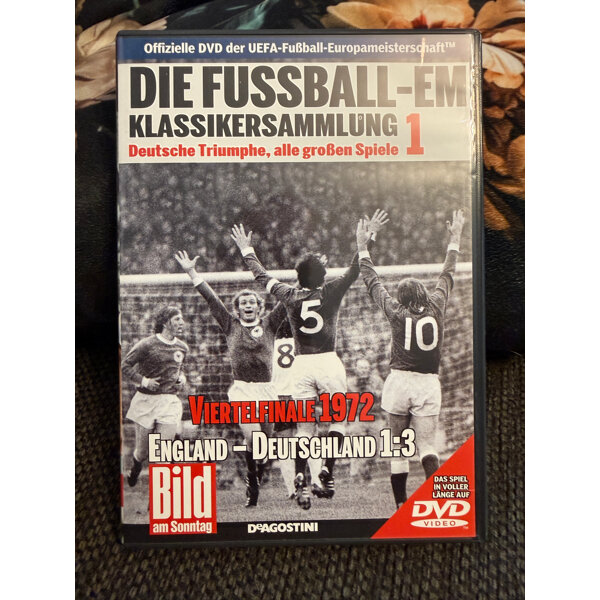 Offizielle DVD der UEFA-Fußball-Europameisterschaft™
DIE FUSSBALL-EM
KLASSIKERSAMMLUNG 1
Deutsche Triumphe, alle großen Spiele
5
8
10
VIERTELFINALE 1972
ENGLAND – DEUTSCHLAND 1:3
Bild
am Sonntag
DEAGOSTINI
DAS SPIEL
IN VOLLER
LÄNGE AUF
DVD
VIDEO™